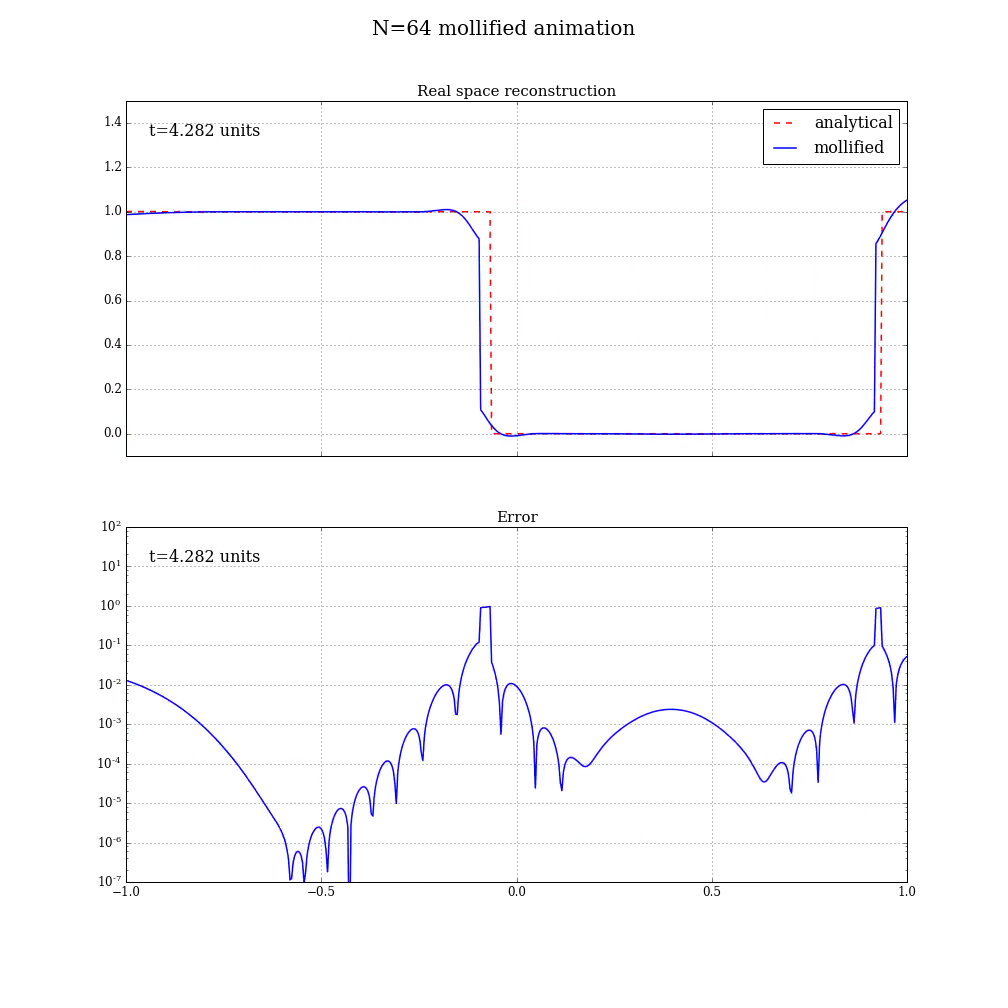 N=64 mollified animation
Real space reconstruction
t=4.282 units
analytical
mollified
1.4
1.2
1.0
0.8
0.6
0.4
0.2
0.0
Error
t=4.282 units
10²
10¹
10⁰
10⁻¹
10⁻²
10⁻³
10⁻⁴
10⁻⁵
10⁻⁶
10⁻⁷
−1.0 −0.5 0.0 0.5 1.0